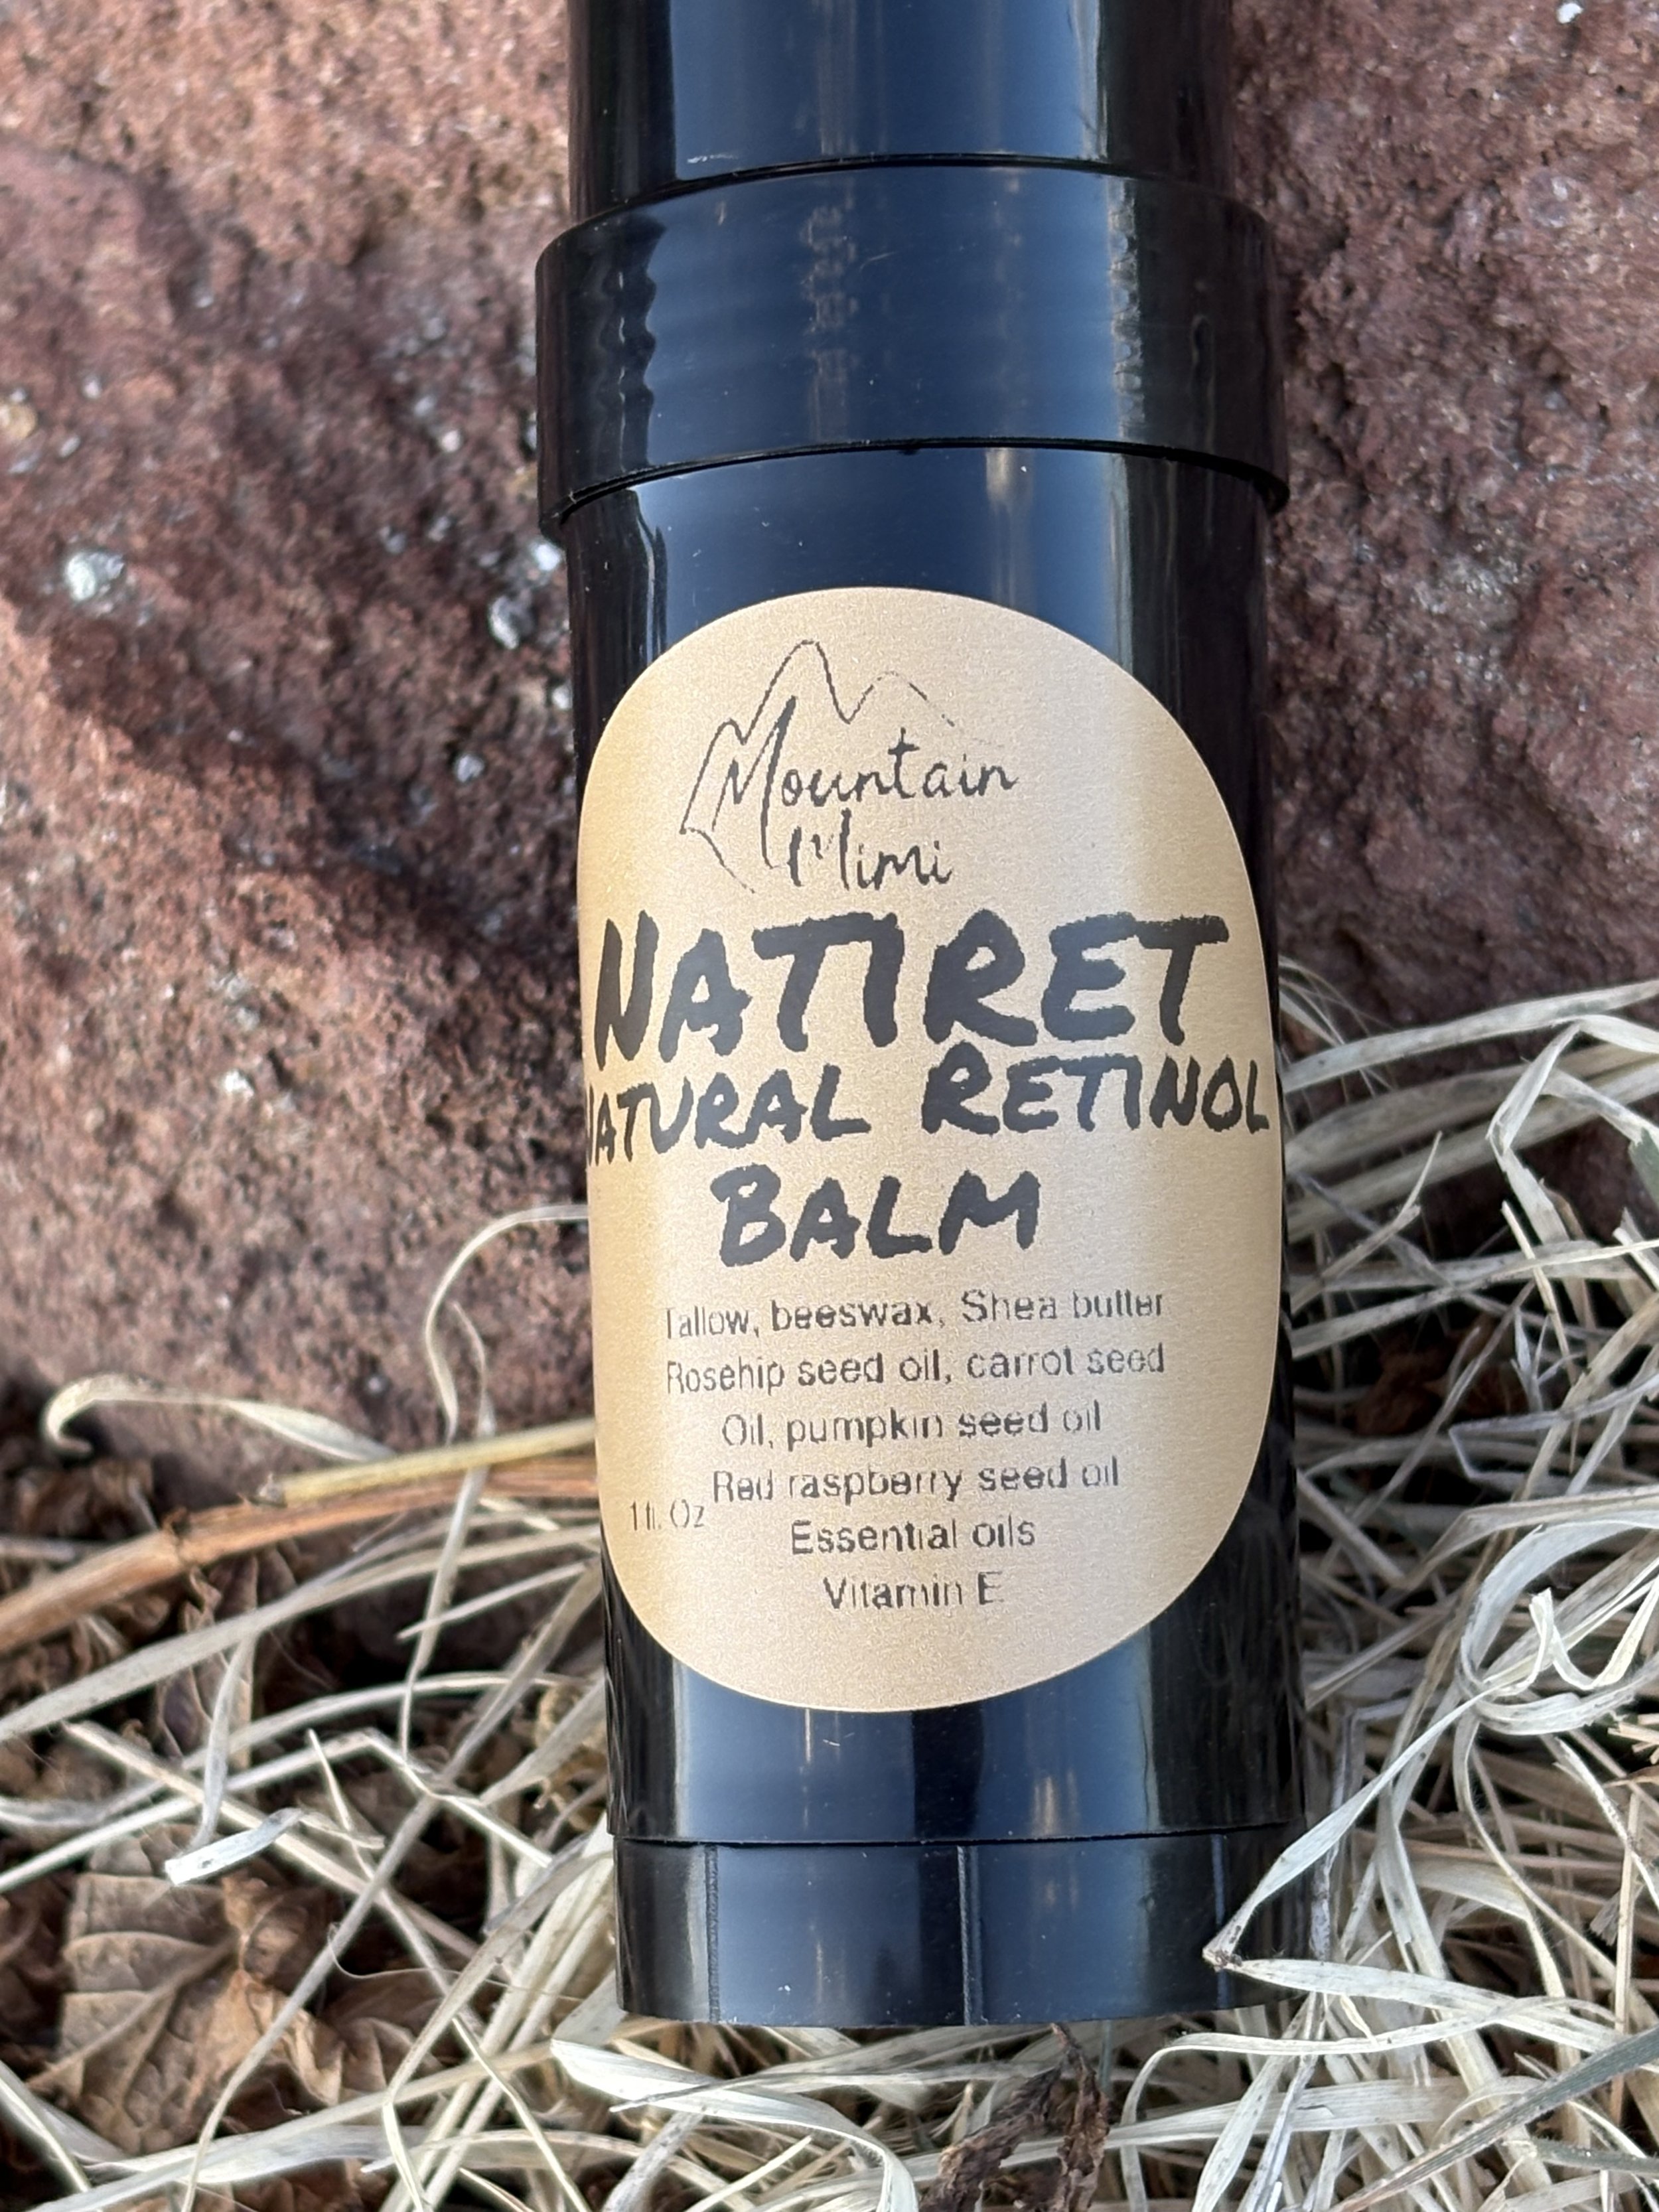 Mountain
Mimi
NATIRET
NATURAL RETINOL
BALM
Tallow, beeswax, Shea butter
Rosehip seed oil, carrot seed
Oil, pumpkin seed oil
Red raspberry seed oil
1 fl. Oz
Essential oils
Vitamin E